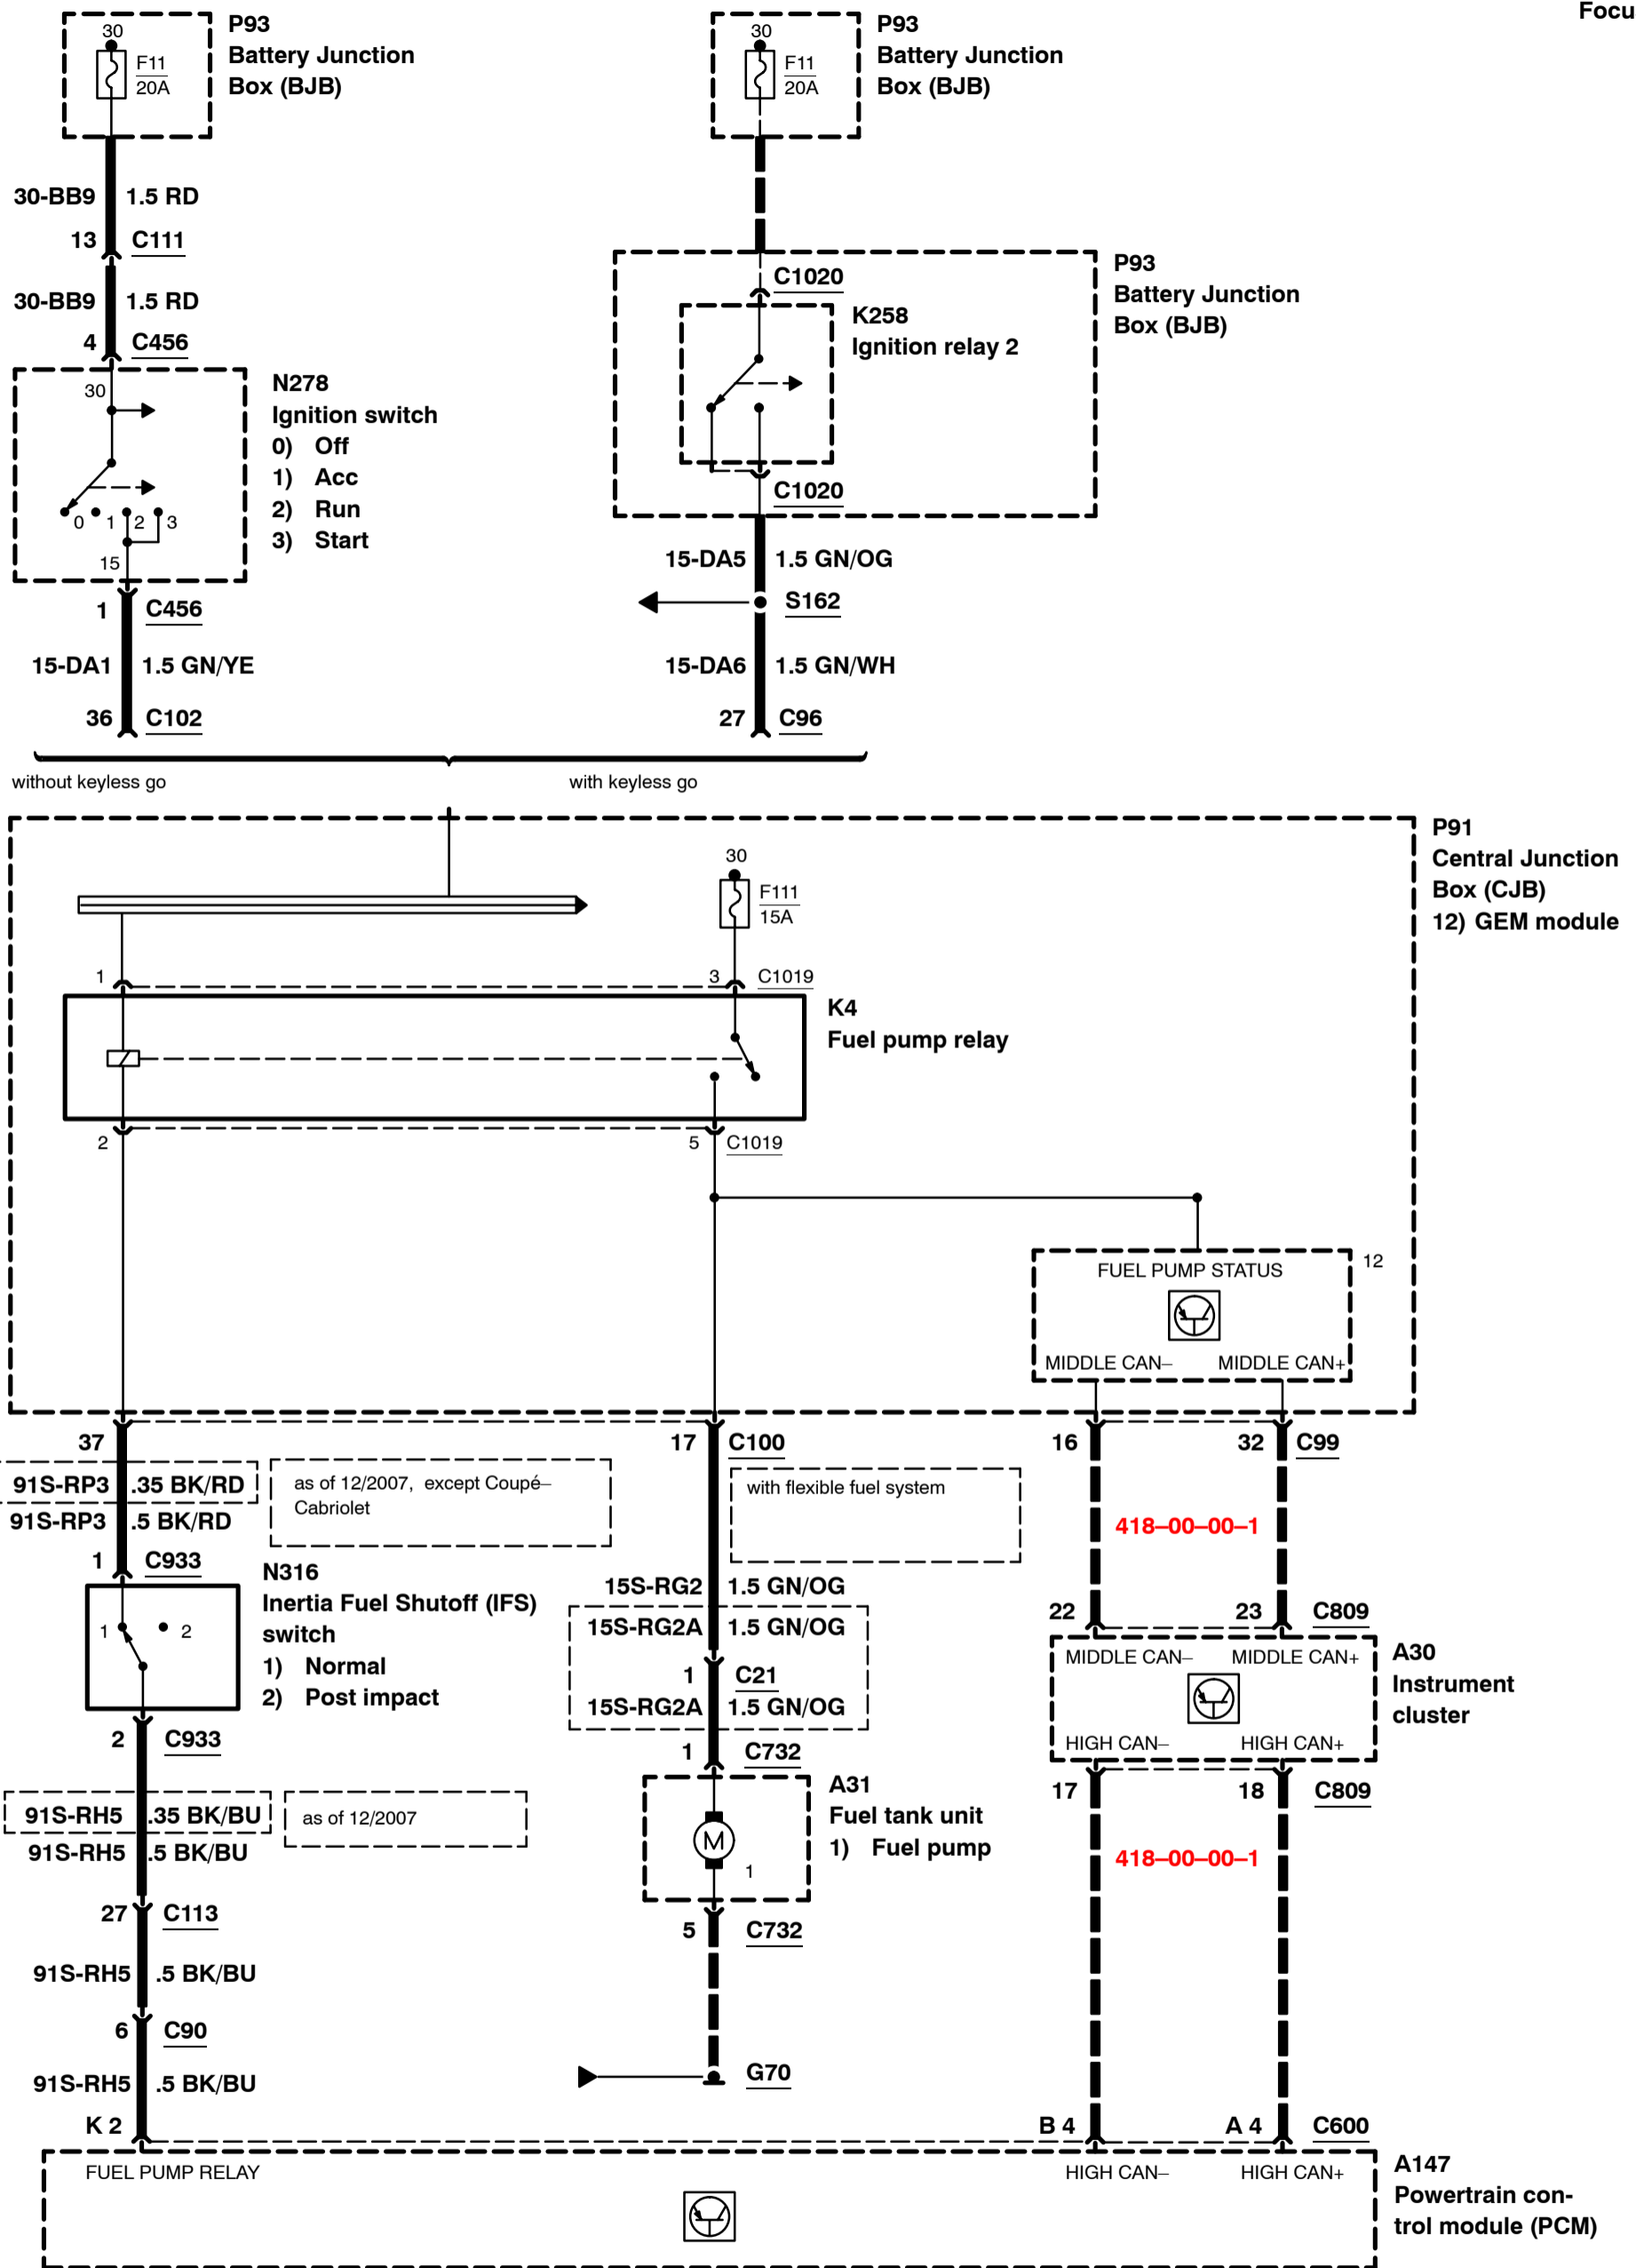 Focu
30
F11
20A
P93
Battery Junction
Box (BJB)
30
F11
20A
P93
Battery Junction
Box (BJB)
30-BB9 1.5 RD
13 C111
30-BB9 1.5 RD
4 C456
30
0 1 2 3
15
N278
Ignition switch
0) Off
1) Acc
2) Run
3) Start
1 C456
15-DA1 1.5 GN/YE
36 C102
C1020
K258
Ignition relay 2
C1020
P93
Battery Junction
Box (BJB)
15-DA5 1.5 GN/OG
S162
15-DA6 1.5 GN/WH
27 C96
without keyless go
with keyless go
P91
Central Junction
Box (CJB)
12) GEM module
30
F111
15A
1
3 C1019
K4
Fuel pump relay
2
5 C1019
FUEL PUMP STATUS
12
MIDDLE CAN– MIDDLE CAN+
37
17 C100
16
32 C99
91S-RP3 .35 BK/RD
91S-RP3 .5 BK/RD
as of 12/2007, except Coupé–
Cabriolet
with flexible fuel system
418–00–00–1
1 C933
1 2
N316
Inertia Fuel Shutoff (IFS)
switch
1) Normal
2) Post impact
15S-RG2 1.5 GN/OG
15S-RG2A 1.5 GN/OG
1 C21
15S-RG2A 1.5 GN/OG
1 C732
22
23 C809
MIDDLE CAN– MIDDLE CAN+
HIGH CAN– HIGH CAN+
A30
Instrument
cluster
2 C933
17
18 C809
91S-RH5 .35 BK/BU
91S-RH5 .5 BK/BU
as of 12/2007
M
1
A31
Fuel tank unit
1) Fuel pump
418–00–00–1
27 C113
5 C732
91S-RH5 .5 BK/BU
6 C90
G70
91S-RH5 .5 BK/BU
K 2
B 4
A 4 C600
FUEL PUMP RELAY
HIGH CAN– HIGH CAN+
A147
Powertrain con-
trol module (PCM)